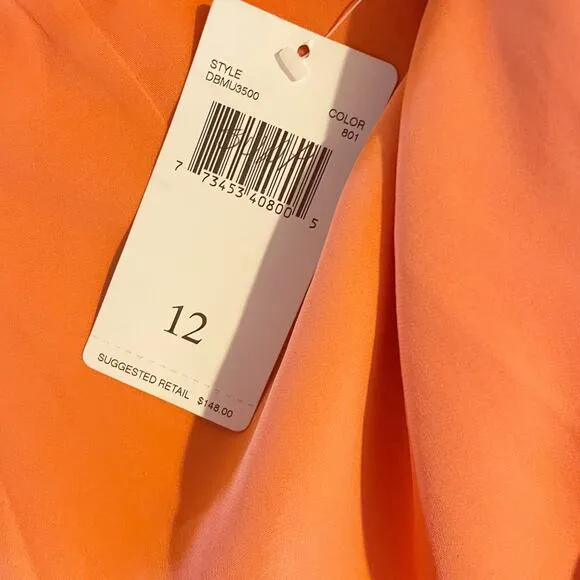 STYLE
DBMU3500
COLOR
801
7 73453 40800 5
12
SUGGESTED RETAIL $148.00